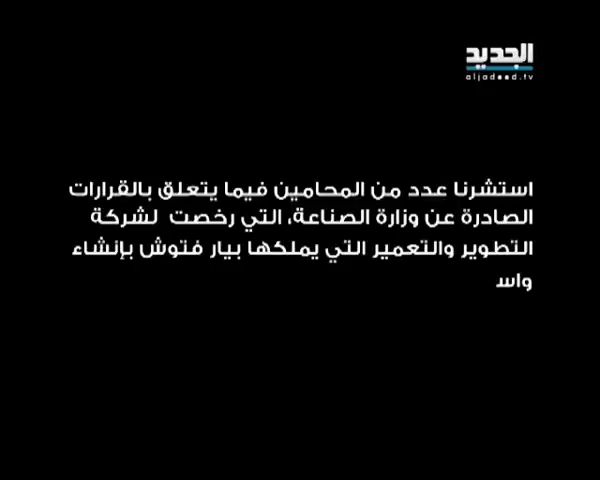 الجديد
aljadeed.tv
استشرنا عدد من المحامين فيما يتعلق بالقرارات
الصادرة عن وزارة الصناعة، التي رخصت لشركة
التطوير والتعمير التي يملكها بيار فتوش بإنشاء
واس